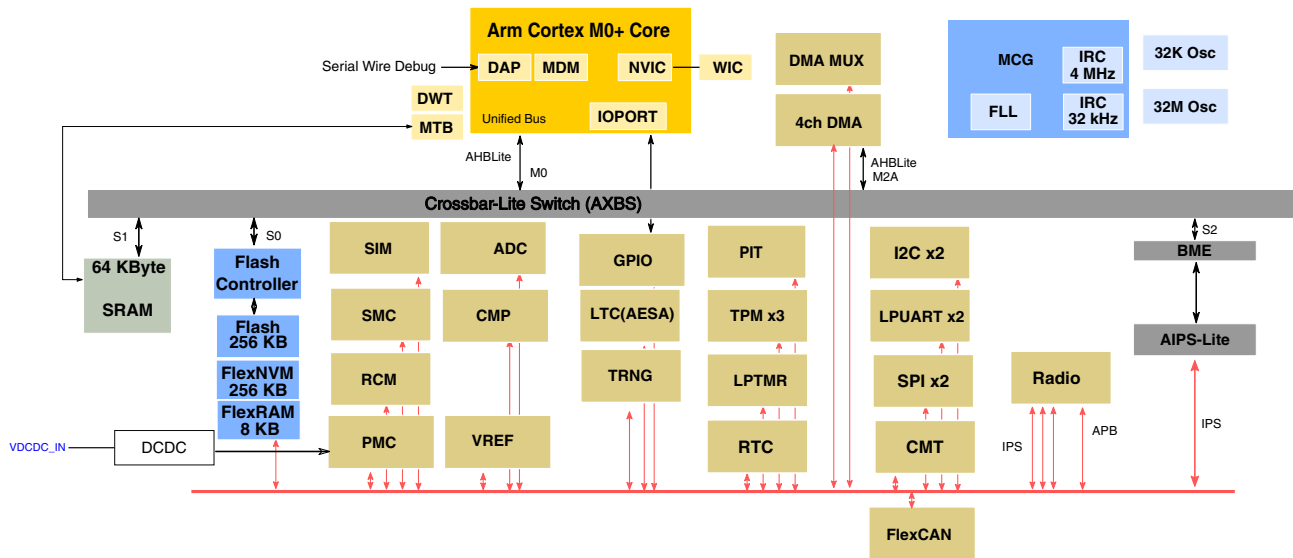 Arm Cortex M0+ Core
Serial Wire Debug
DAP
MDM
NVIC
WIC
DWT
MTB
Unified Bus
IOPORT
DMA MUX
4ch DMA
MCG
IRC
4 MHz
FLL
IRC
32 kHz
32K Osc
32M Osc
AHBLite
M0
AHBLite
M2A
Crossbar-Lite Switch (AXBS)
S1
S0
S2
64 KByte
SRAM
Flash
Controller
Flash
256 KB
FlexNVM
256 KB
FlexRAM
8 KB
SIM
SMC
RCM
PMC
ADC
CMP
VREF
GPIO
LTC(AESA)
TRNG
PIT
TPM x3
LPTMR
RTC
I2C x2
LPUART x2
SPI x2
CMT
Radio
IPS
APB
BME
AIPS-Lite
IPS
VDCDC_IN
DCDC
FlexCAN